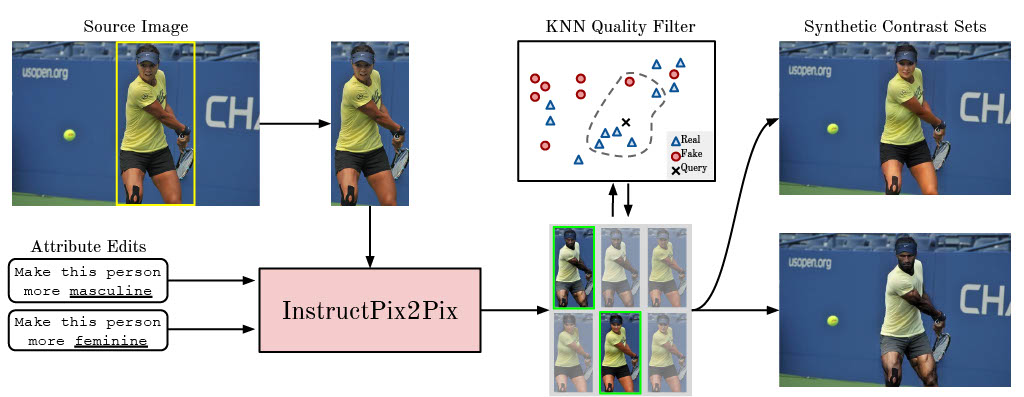 Source Image
KNN Quality Filter
Synthetic Contrast Sets
usopen.org
CHA
usopen.org
CHA
Real
Fake
Query
Attribute Edits
Make this person
more masculine
Make this person
more feminine
InstructPix2Pix
usopen.org
CHA